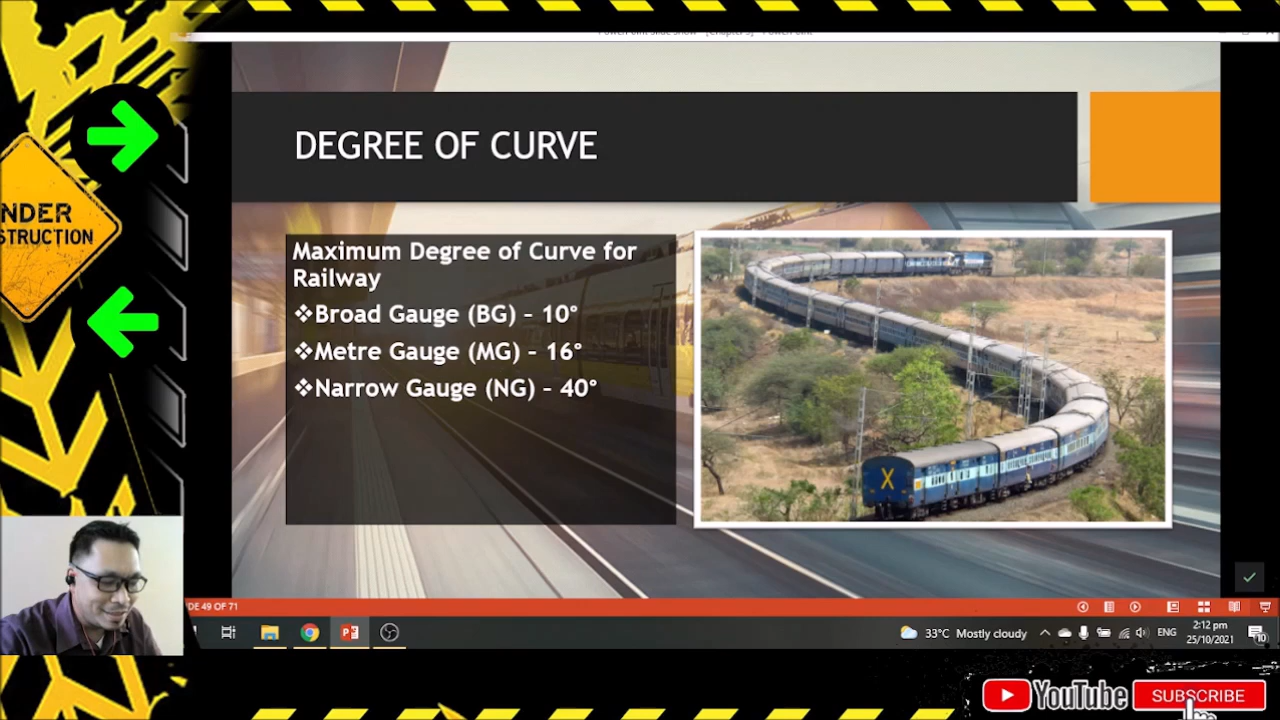 DEGREE OF CURVE
NDER
STRUCTION
Maximum Degree of Curve for
Railway
❖Broad Gauge (BG) – 10°
❖Metre Gauge (MG) – 16°
❖Narrow Gauge (NG) – 40°
X
DE 49 OF 71
33°C Mostly cloudy
ENG
2:12 pm
25/10/2021
10
YouTube
SUBSCRIBE